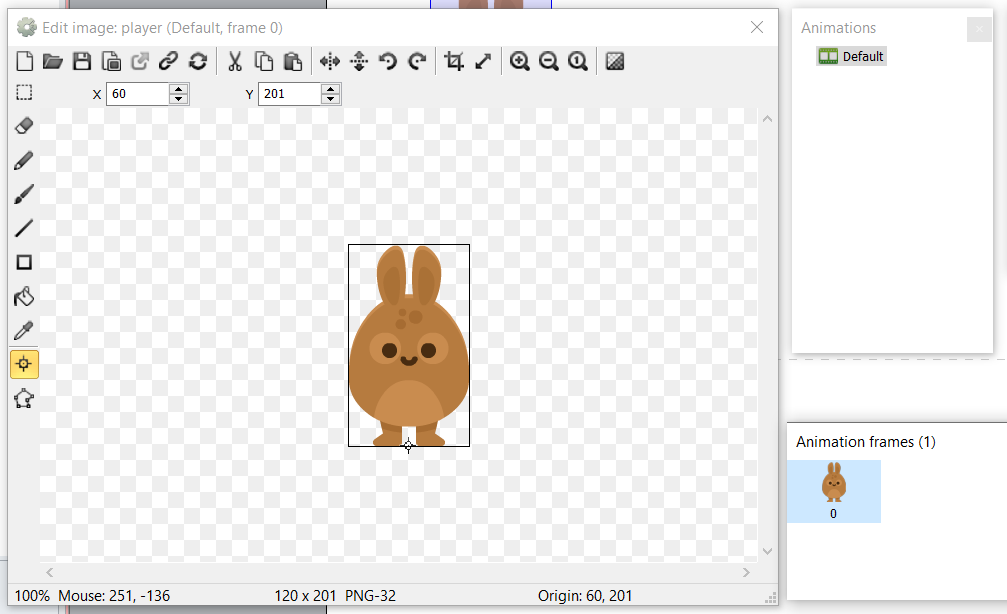 Edit image: player (Default, frame 0)
X 60 Y 201
100% Mouse: 251, -136 120 x 201 PNG-32 Origin: 60, 201
Animations
Default
Animation frames (1)
0